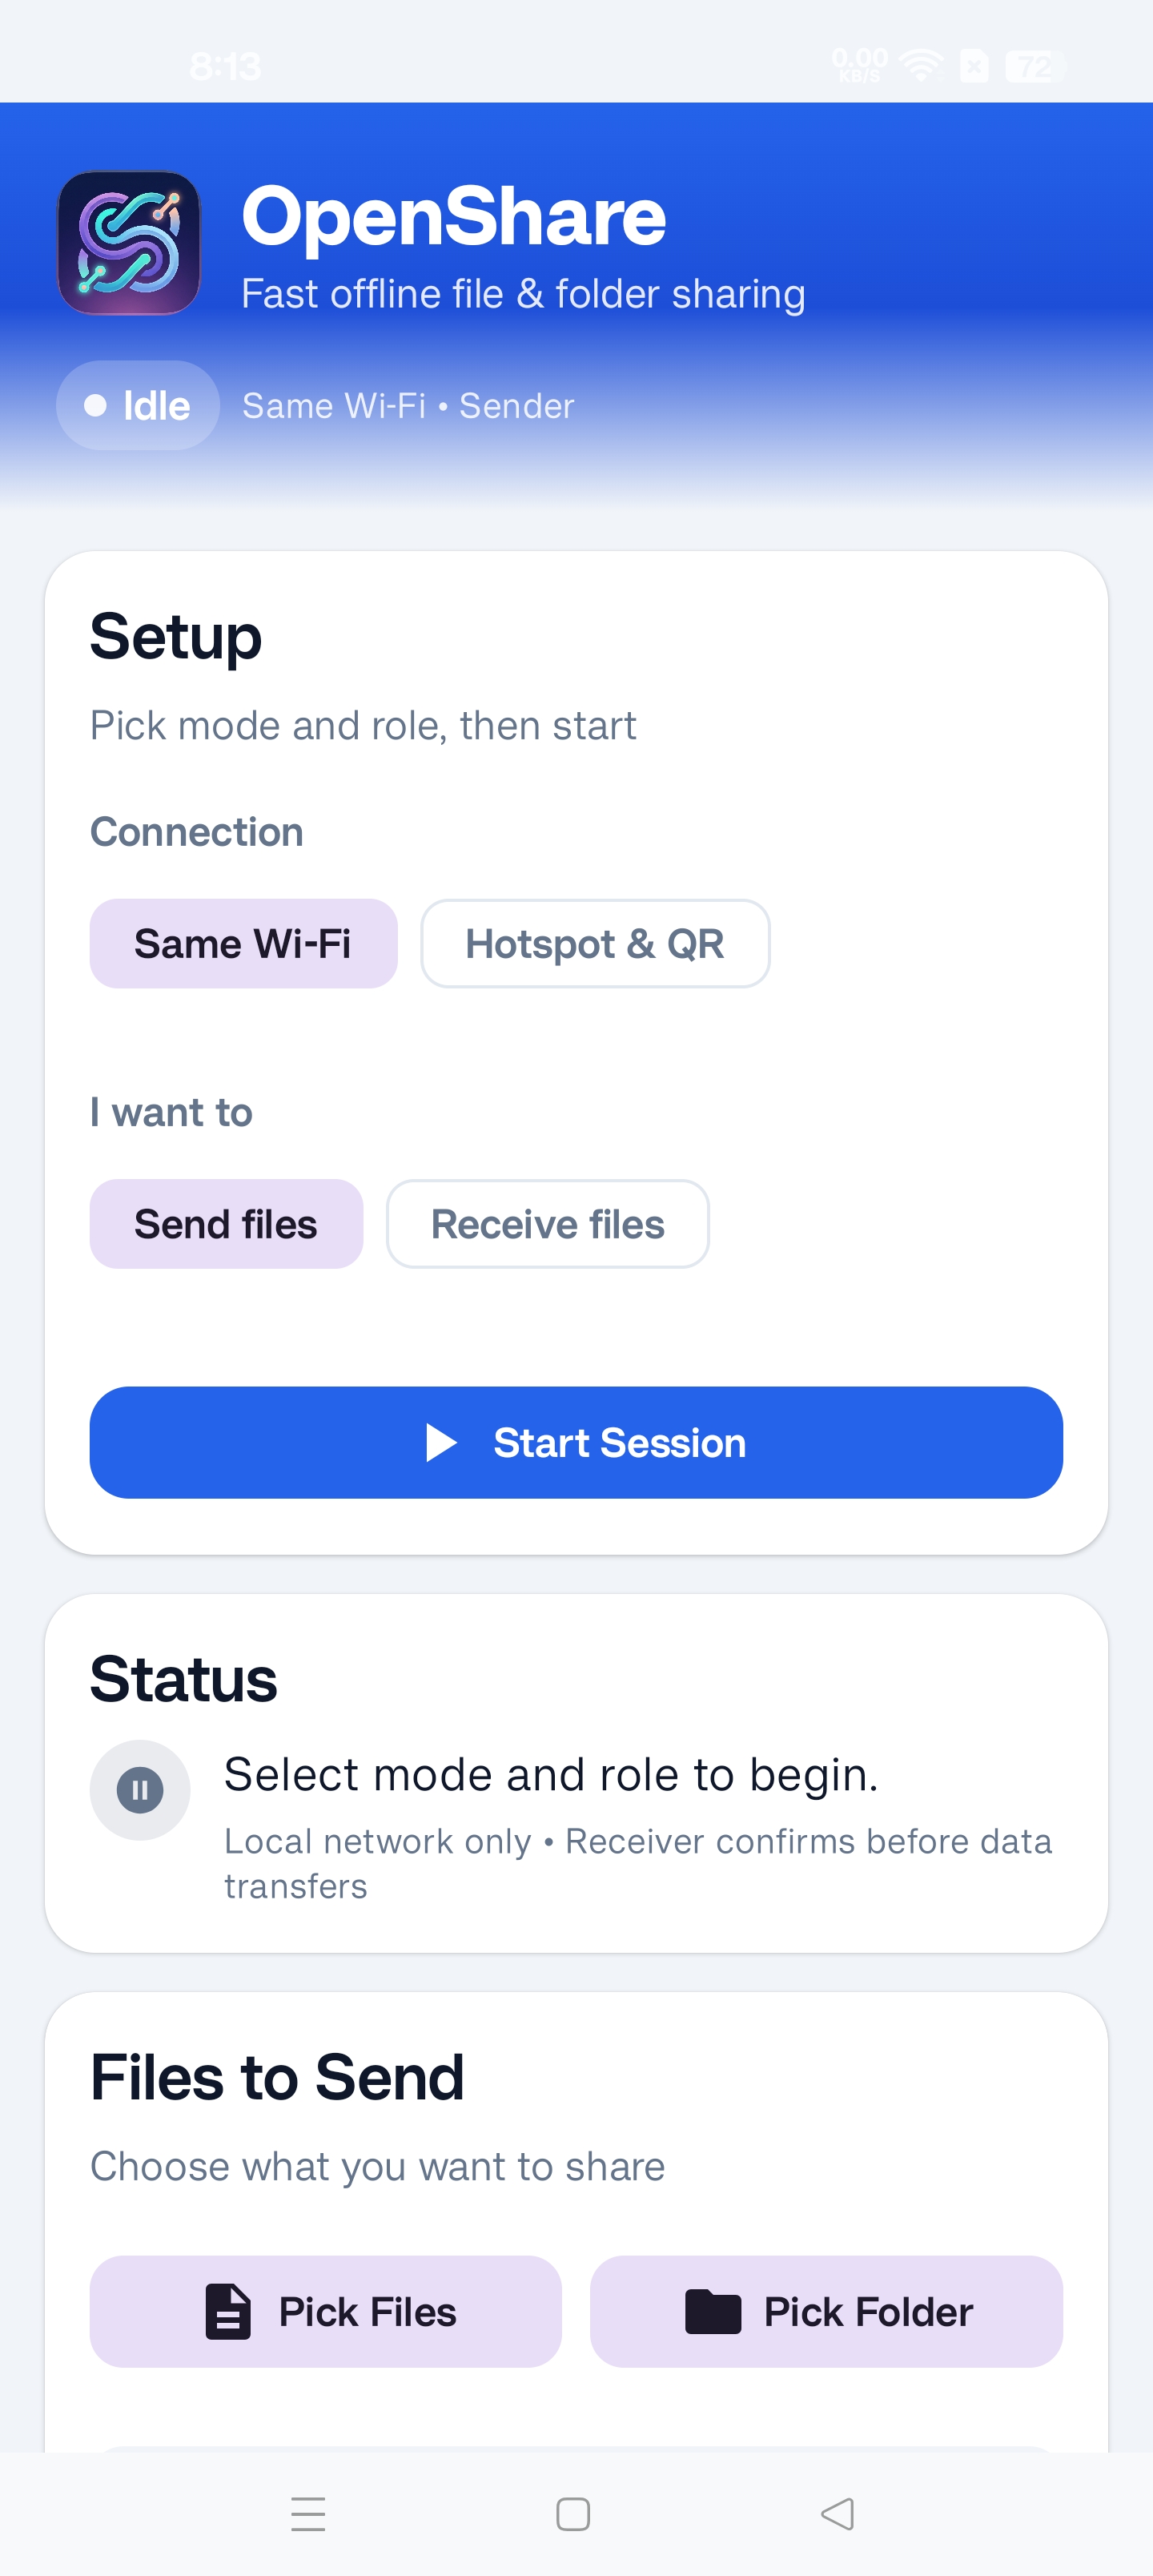 8:13
0.00
KB/S
72
OpenShare
Fast offline file & folder sharing
Idle
Same Wi-Fi • Sender
Setup
Pick mode and role, then start
Connection
Same Wi-Fi
Hotspot & QR
I want to
Send files
Receive files
Start Session
Status
Select mode and role to begin.
Local network only • Receiver confirms before data
transfers
Files to Send
Choose what you want to share
Pick Files
Pick Folder